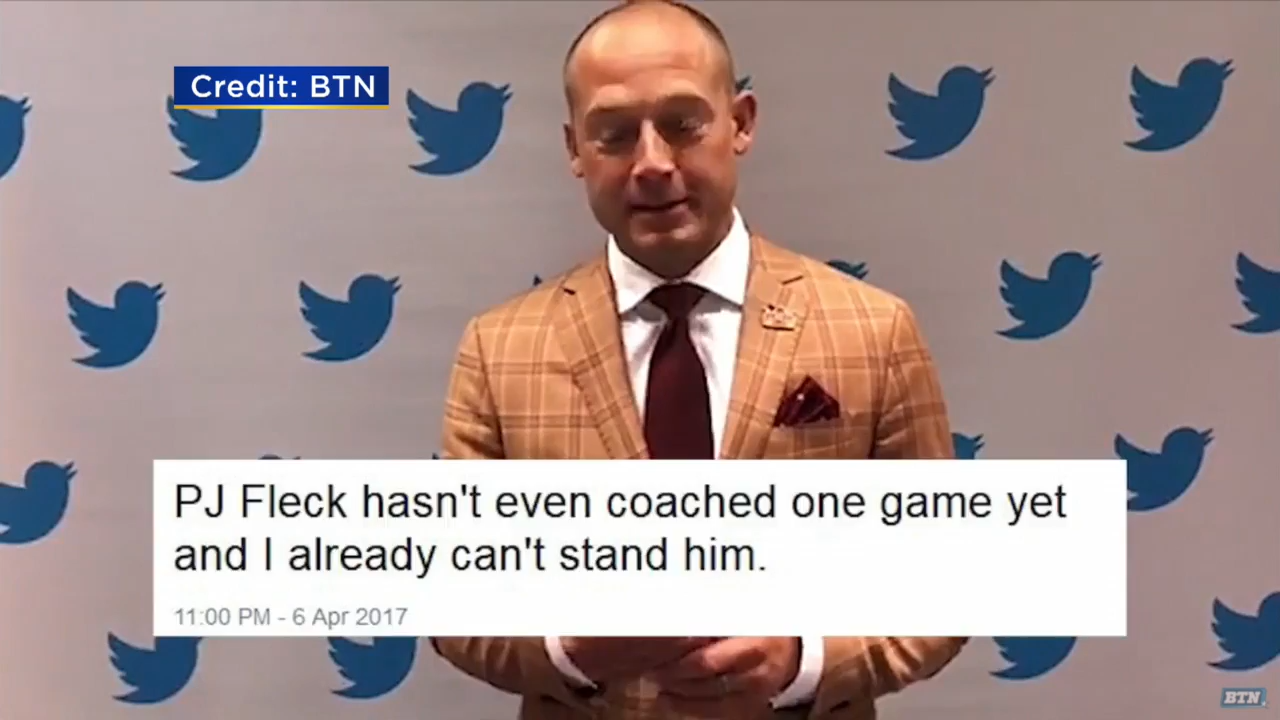 Credit: BTN
PJ Fleck hasn't even coached one game yet
and I already can't stand him.
11:00 PM - 6 Apr 2017
BTN